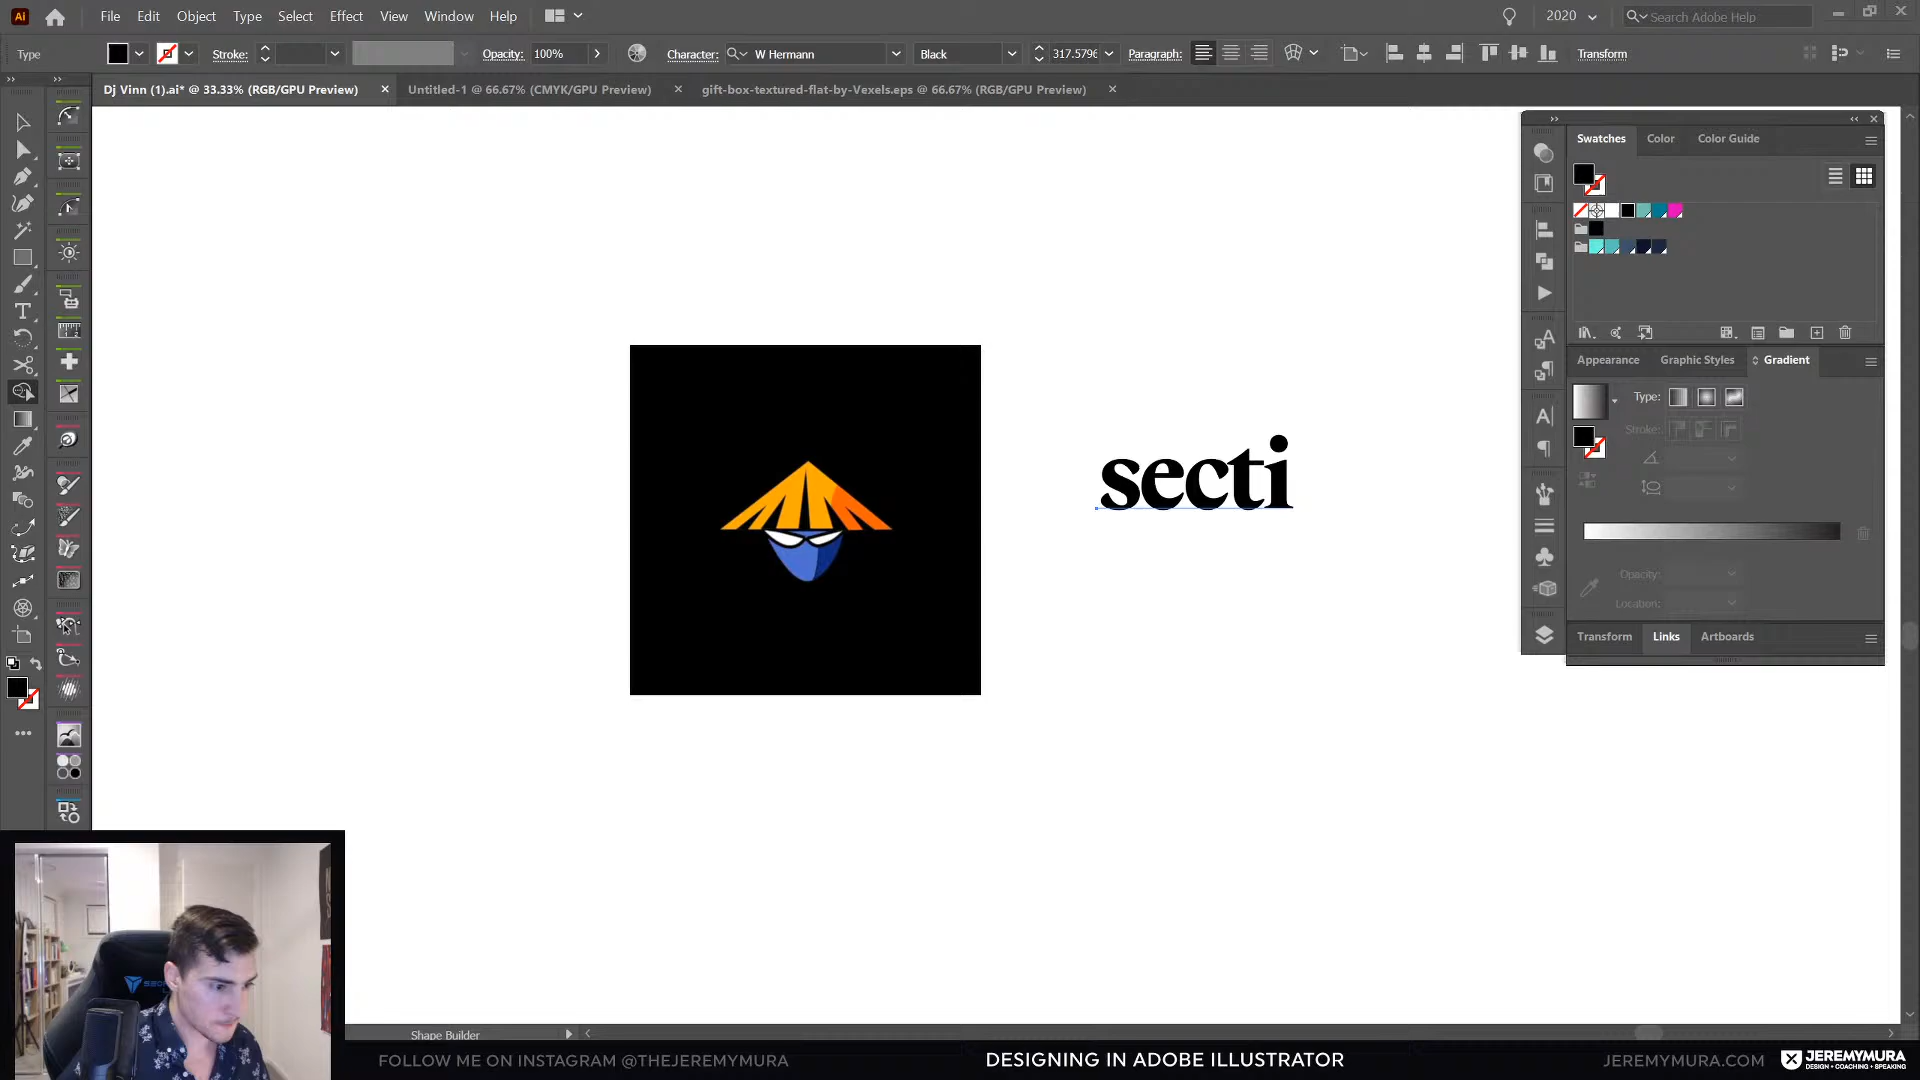 Ai File Edit Object Type Select Effect View Window Help 2020 Search Adobe Help
Type Stroke: Opacity: 100% Character: W Hermann Black 317.579 Paragraph: Transform
Dj Vinn (1).ai* @ 33.33% (RGB/GPU Preview) Untitled-1 @ 66.67% (CMYK/GPU Preview) gift-box-textured-flat-by-Vexels.eps @ 66.67% (RGB/GPU Preview)
Swatches Color Color Guide
Appearance Graphic Styles Gradient
Type:
Stroke:
secti
Opacity:
Location:
Transform Links Artboards
Shape Builder
FOLLOW ME ON INSTAGRAM @THEJEREMYMURA DESIGNING IN ADOBE ILLUSTRATOR JEREMYMURA.COM JEREMYMURA
DESIGN • COACHING • SPEAKING